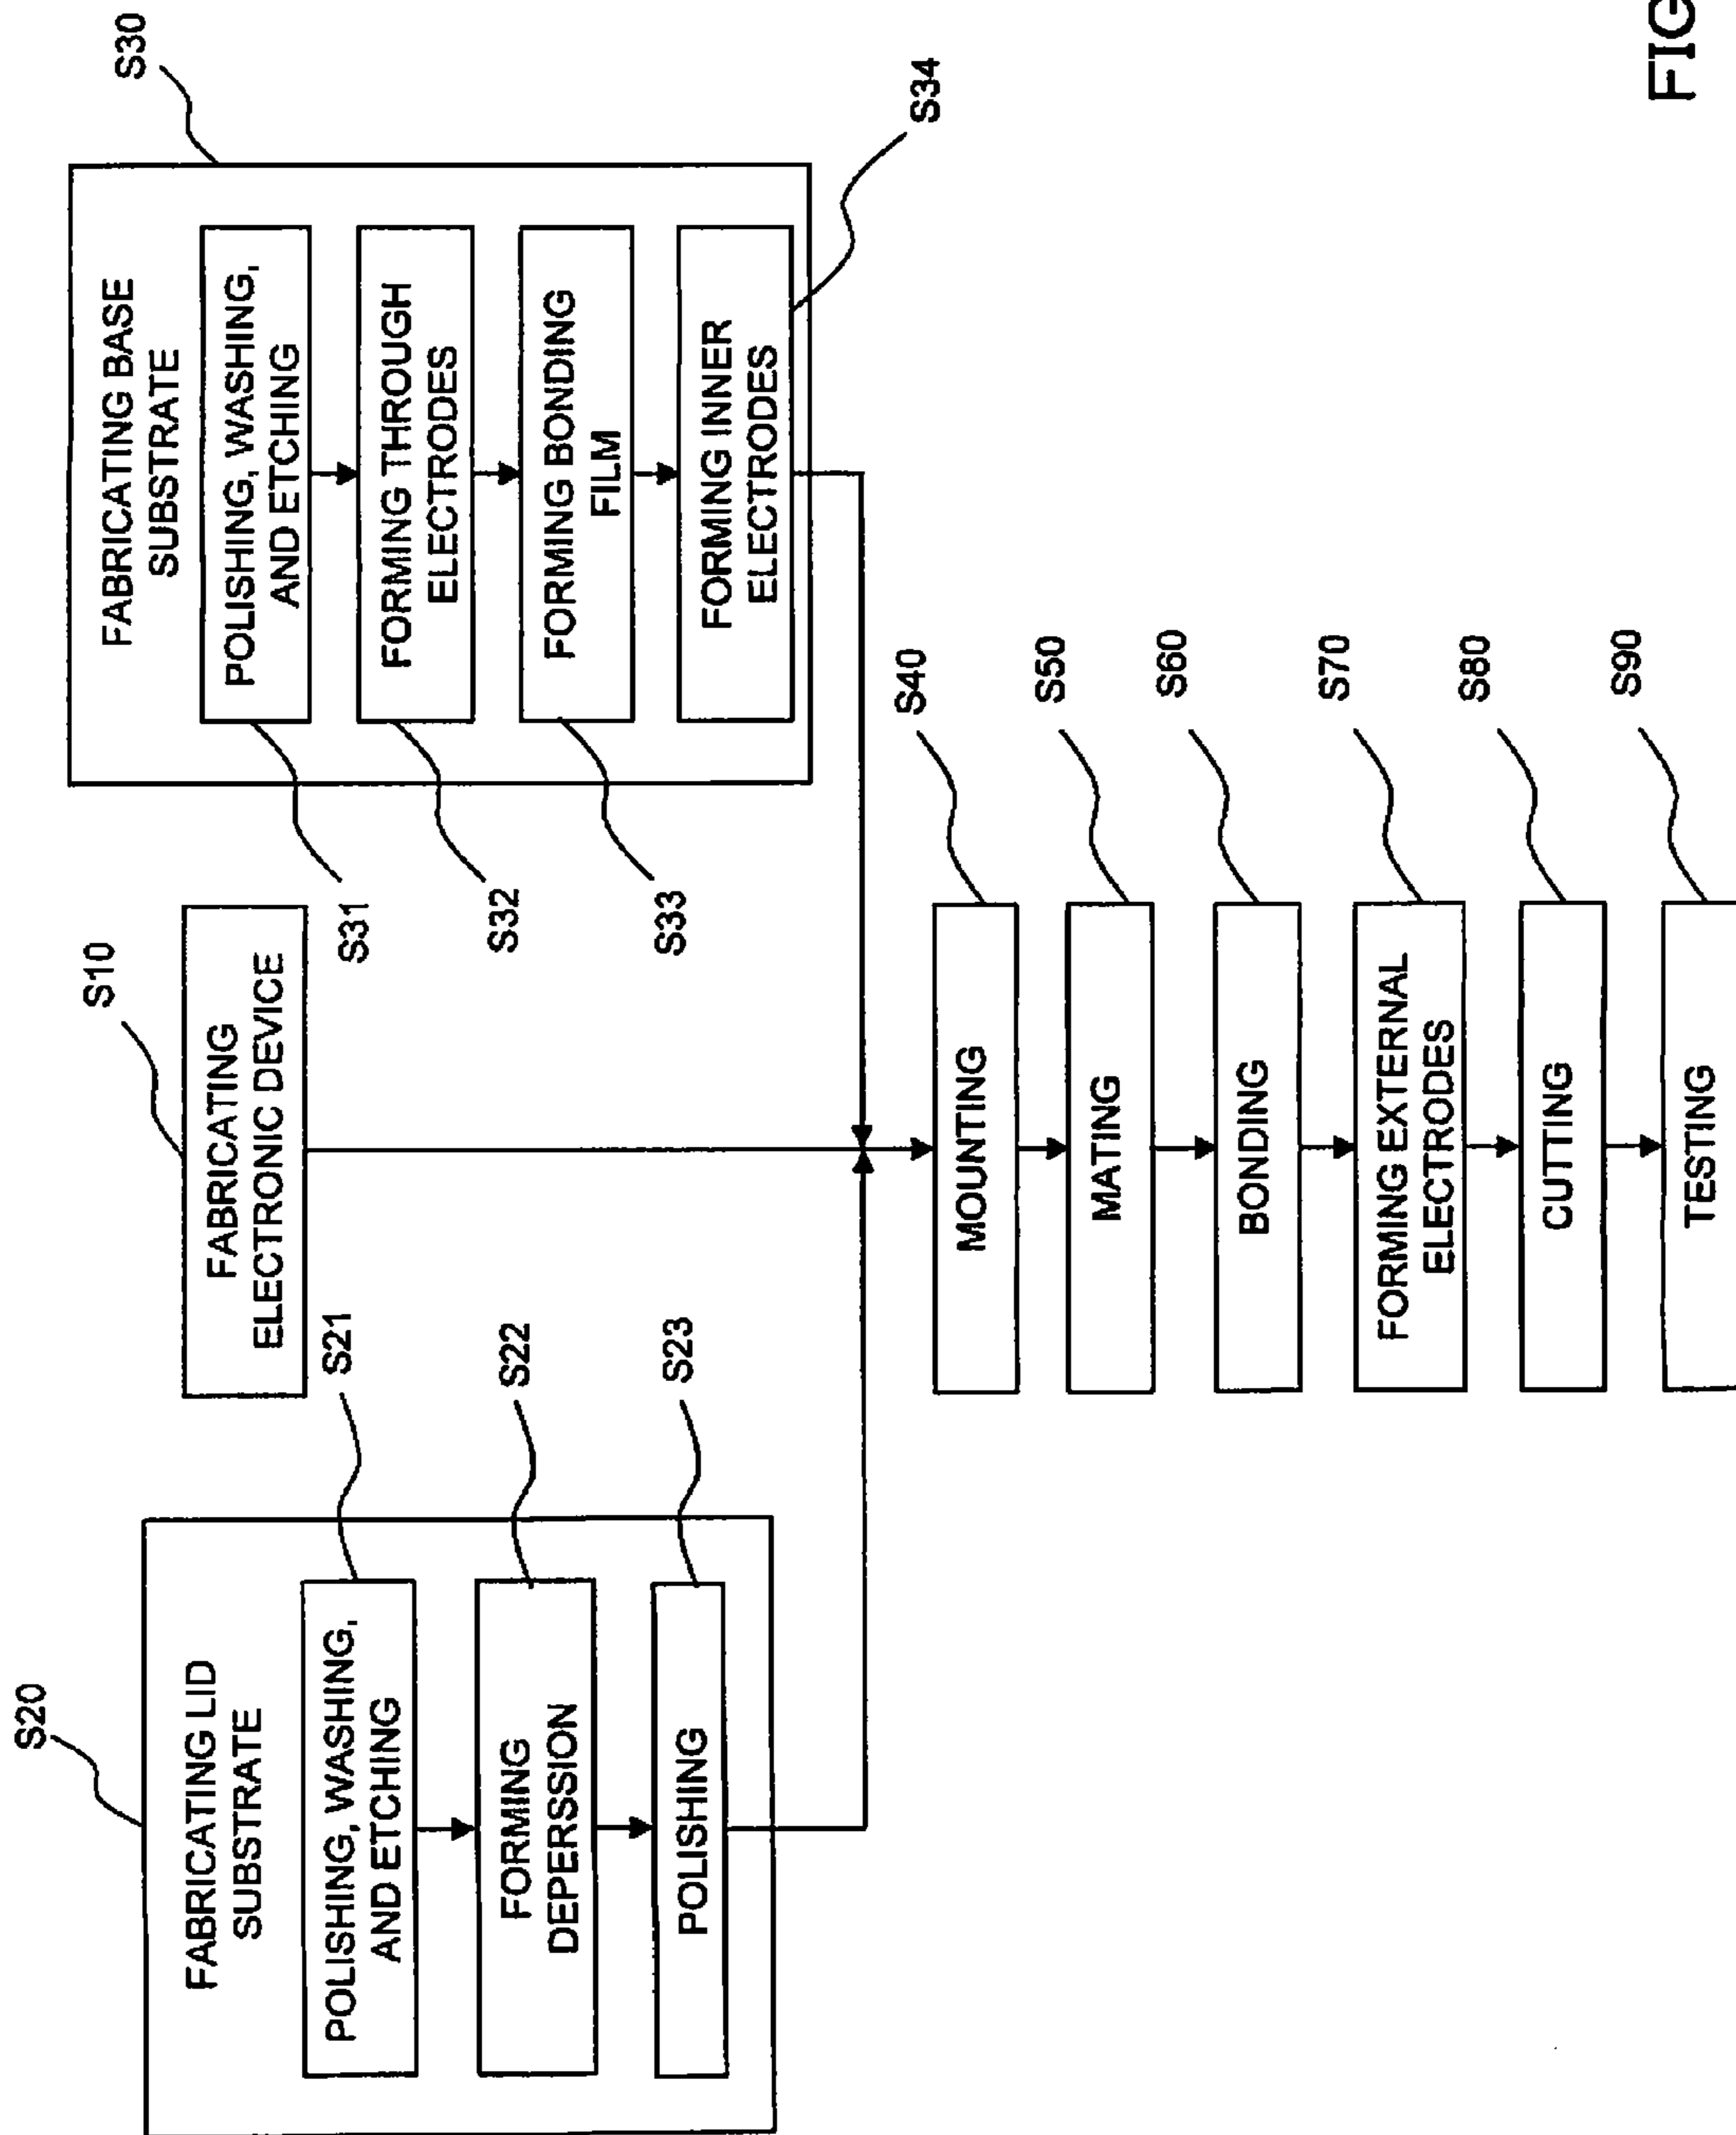 S20
FABRICATING LID
SUBSTRATE
S21
POLISHING, WASHING,
AND ETCHING
S22
FORMING
DEPERSSION
S23
POLISHING
S10
FABRICATING
ELECTRONIC DEVICE
S30
FABRICATING BASE
SUBSTRATE
POLISHING, WASHING,
AND ETCHING
S31
FORMING THROUGH
ELECTRODES
S32
FORMING BONDING
FILM
S33
FORMING INNER
ELECTRODES
S34
MOUNTING
S40
MATING
S50
BONDING
S60
FORMING EXTERNAL
ELECTRODES
S70
CUTTING
S80
TESTING
S90
FIG